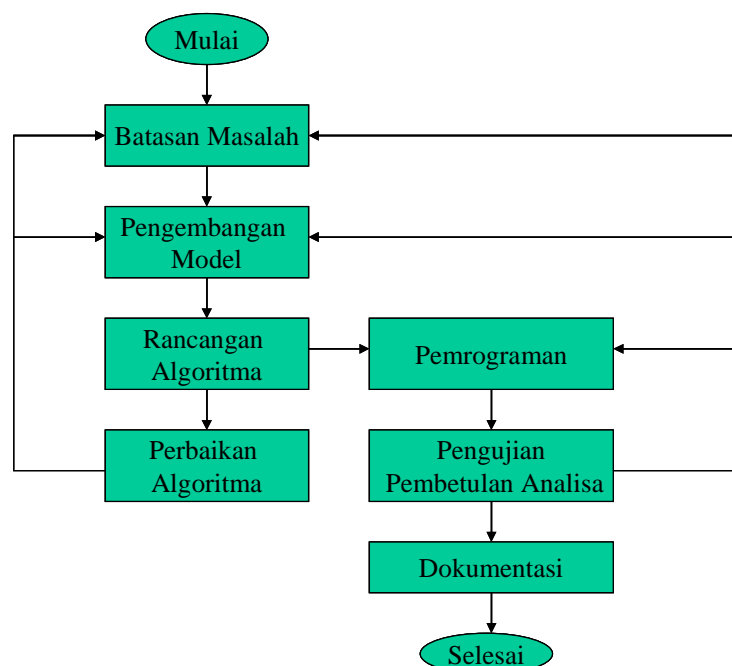 Mulai
Batasan Masalah
Pengembangan
Model
Rancangan
Algoritma
Pemrograman
Perbaikan
Algoritma
Pengujian
Pembetulan Analisa
Dokumentasi
Selesai